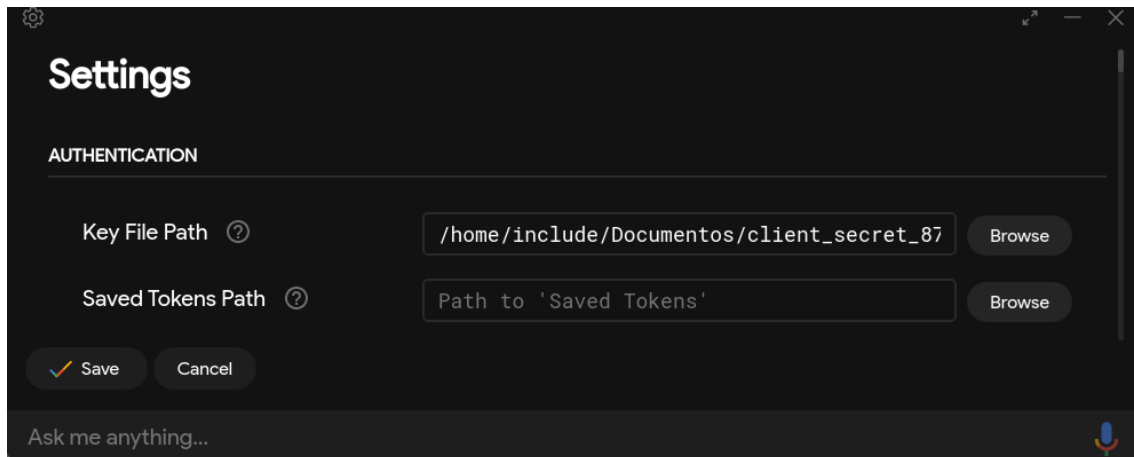 Settings
AUTHENTICATION
Key File Path ? /home/include/Documentos/client_secret_87 Browse
Saved Tokens Path ? Path to 'Saved Tokens' Browse
Save Cancel
Ask me anything...